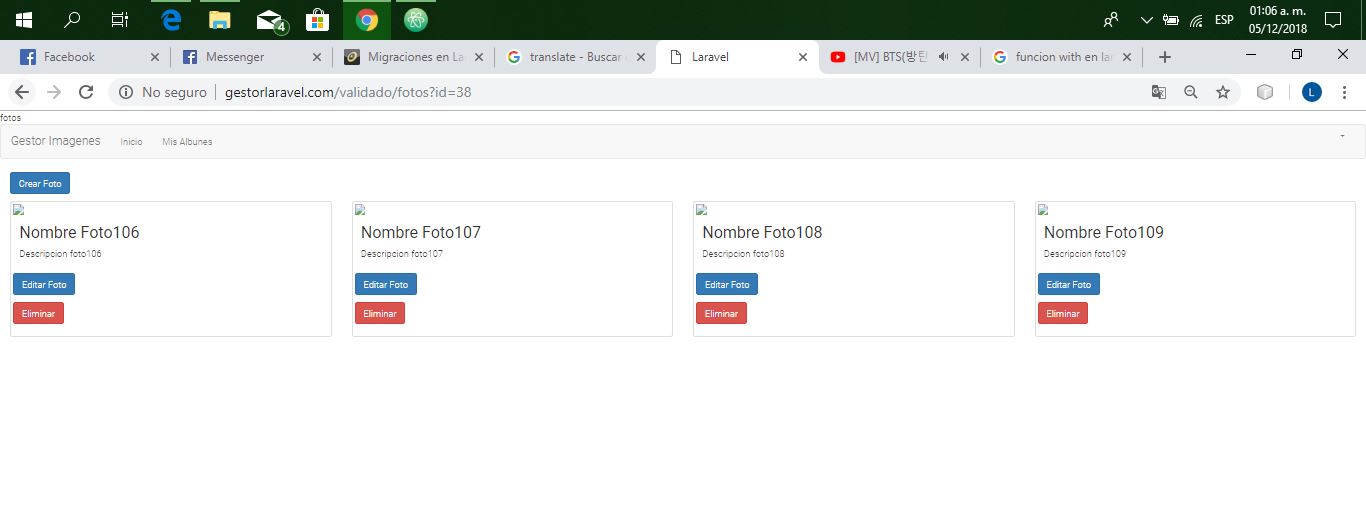 4
ESP
01:06 a. m.
05/12/2018
Facebook
Messenger
Migraciones en La
translate - Buscar
Laravel
[MV] BTS(방탄
funcion with en lar
No seguro
gestorlaravel.com/validado/fotos?id=38
L
fotos
Gestor Imagenes
Inicio
Mis Albunes
Crear Foto
Nombre Foto106
Descripcion foto106
Editar Foto
Eliminar
Nombre Foto107
Descripcion foto107
Editar Foto
Eliminar
Nombre Foto108
Descripcion foto108
Editar Foto
Eliminar
Nombre Foto109
Descripcion foto109
Editar Foto
Eliminar